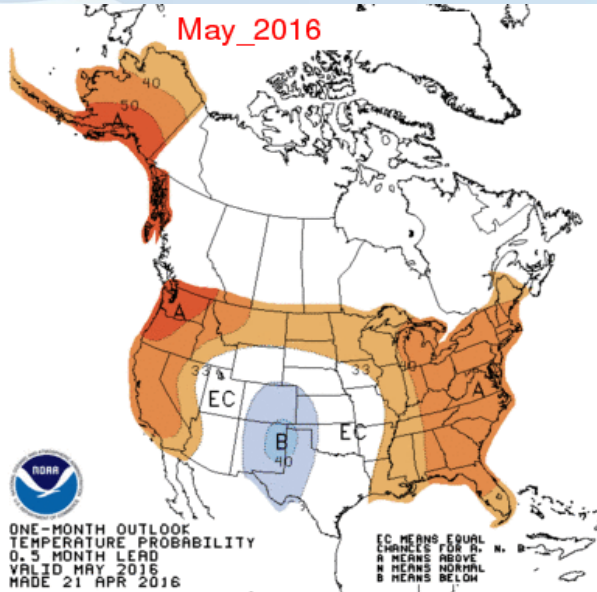 May_2016
40
50
A
A
33
33
40
EC
A
EC
B
40
NOAA
ONE-MONTH OUTLOOK
TEMPERATURE PROBABILITY
0.5 MONTH LEAD
VALID MAY 2016
MADE 21 APR 2016
EC MEANS EQUAL
CHANCES FOR A, N, B
A MEANS ABOVE
N MEANS NORMAL
B MEANS BELOW